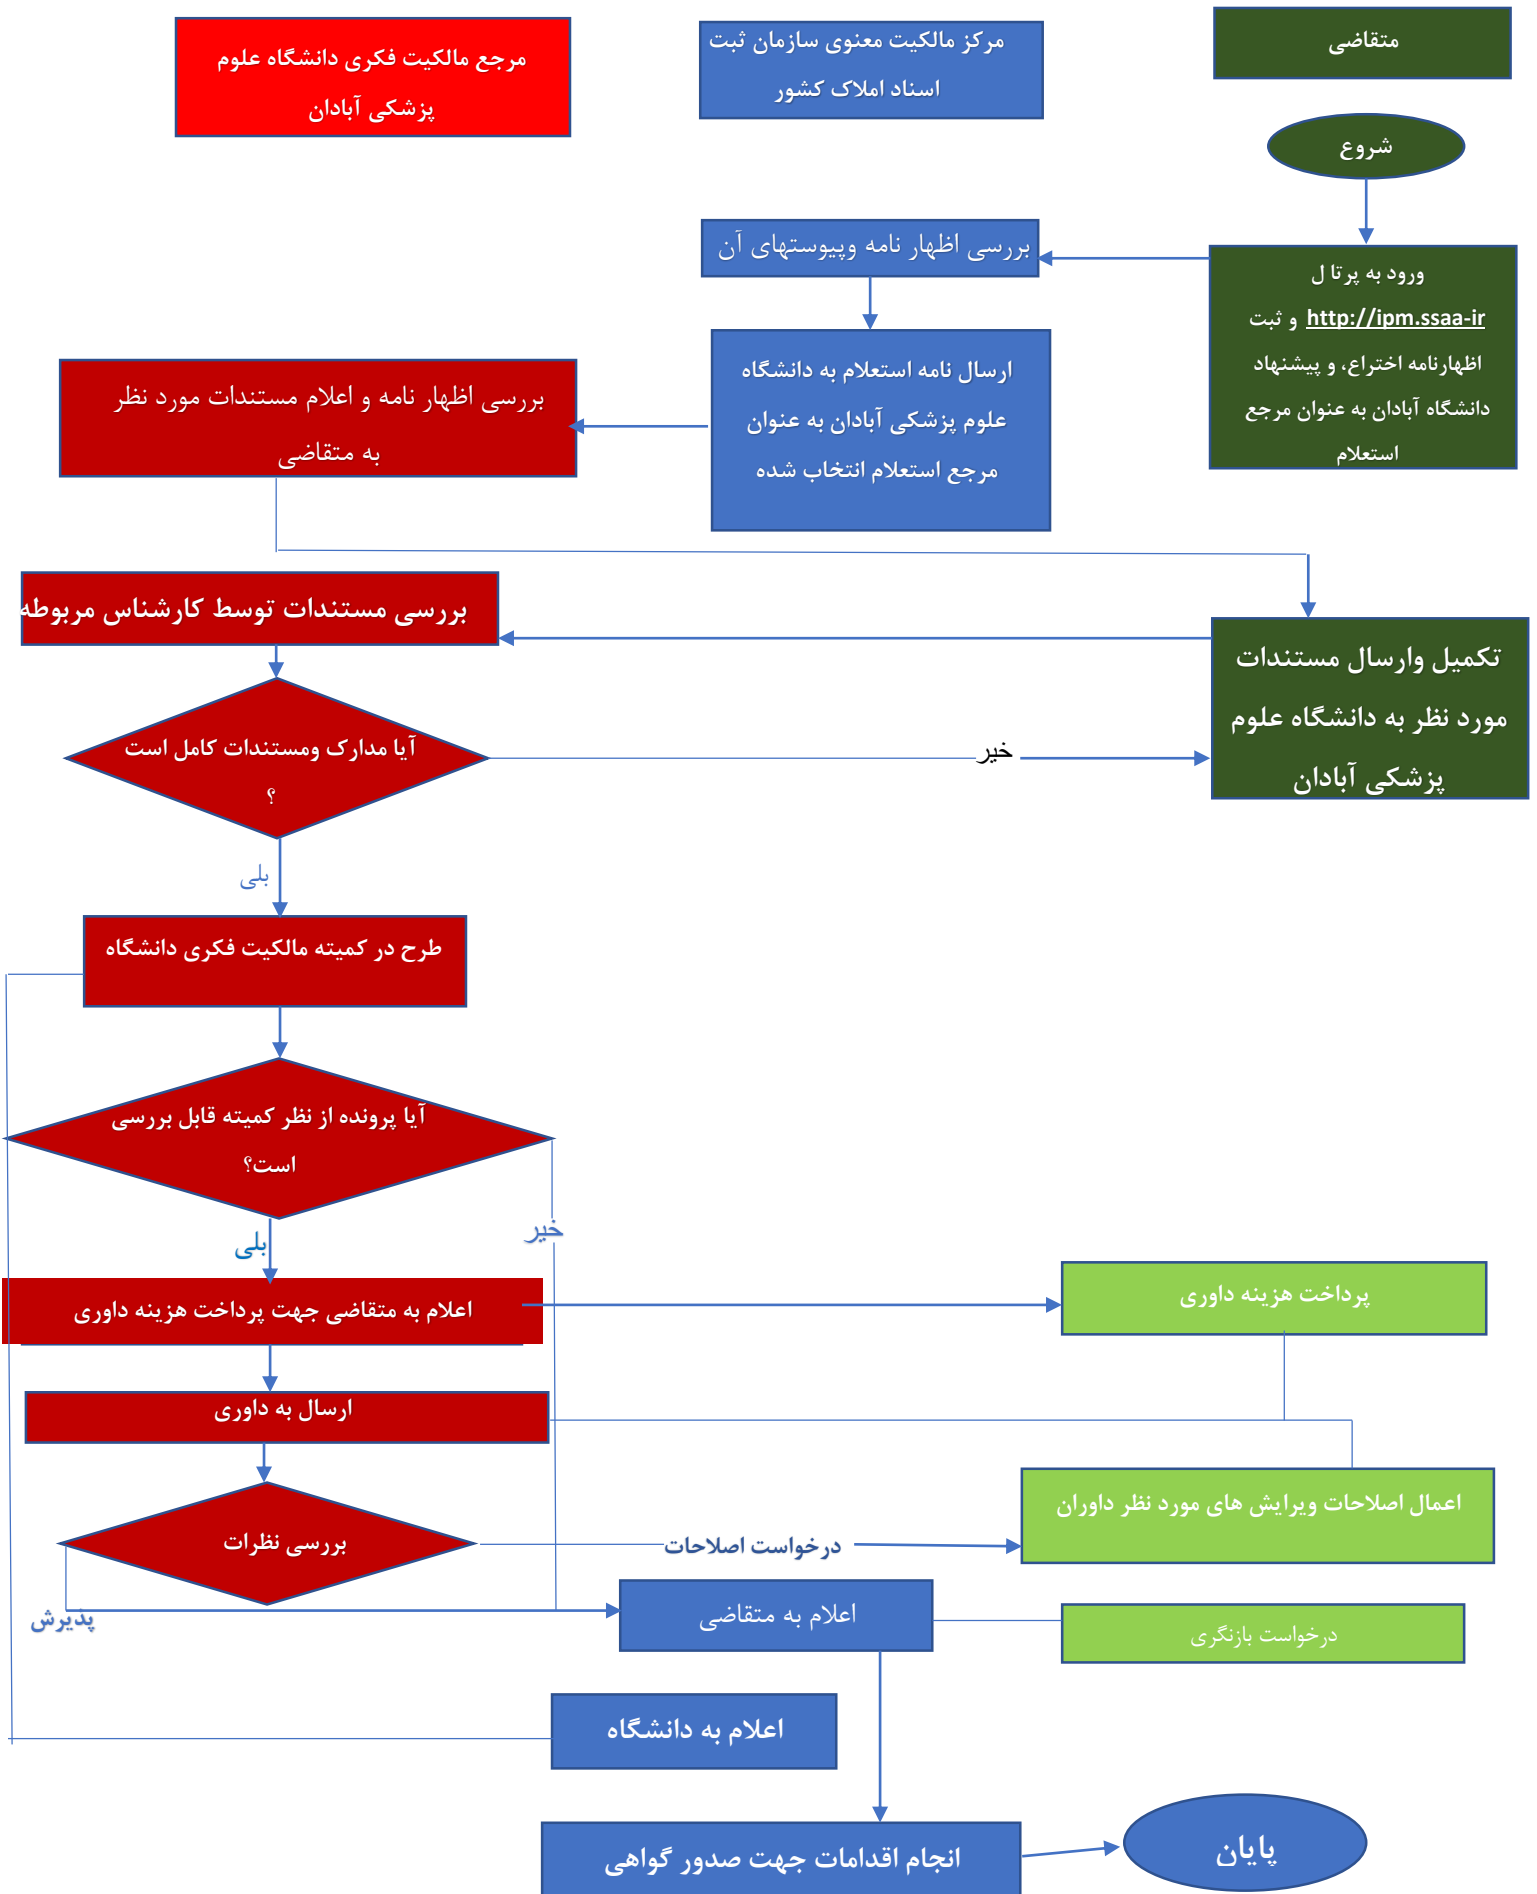 متقاضی
مرکز مالکیت معنوی سازمان ثبت
اسناد املاک کشور
مرجع مالکیت فکری دانشگاه علوم
پزشکی آبادان
شروع
ورود به پرتا ل
http://ipm.ssaa-ir و ثبت
اظهارنامه اختراع، و پیشنهاد
دانشگاه آبادان به عنوان مرجع
استعلام
بررسی اظهار نامه وپیوستهای آن
ارسال نامه استعلام به دانشگاه
علوم پزشکی آبادان به عنوان
مرجع استعلام انتخاب شده
بررسی اظهار نامه و اعلام مستندات مورد نظر
به متقاضی
تکمیل وارسال مستندات
مورد نظر به دانشگاه علوم
پزشکی آبادان
بررسی مستندات توسط کارشناس مربوطه
آیا مدارک ومستندات کامل است
؟
خیر
بلی
طرح در کمیته مالکیت فکری دانشگاه
آیا پرونده از نظر کمیته قابل بررسی
است؟
خیر
بلی
اعلام به متقاضی جهت پرداخت هزینه داوری
پرداخت هزینه داوری
ارسال به داوری
اعمال اصلاحات ویرایش های مورد نظر داوران
بررسی نظرات
درخواست اصلاحات
پذیرش
اعلام به متقاضی
درخواست بازنگری
اعلام به دانشگاه
انجام اقدامات جهت صدور گواهی
پایان